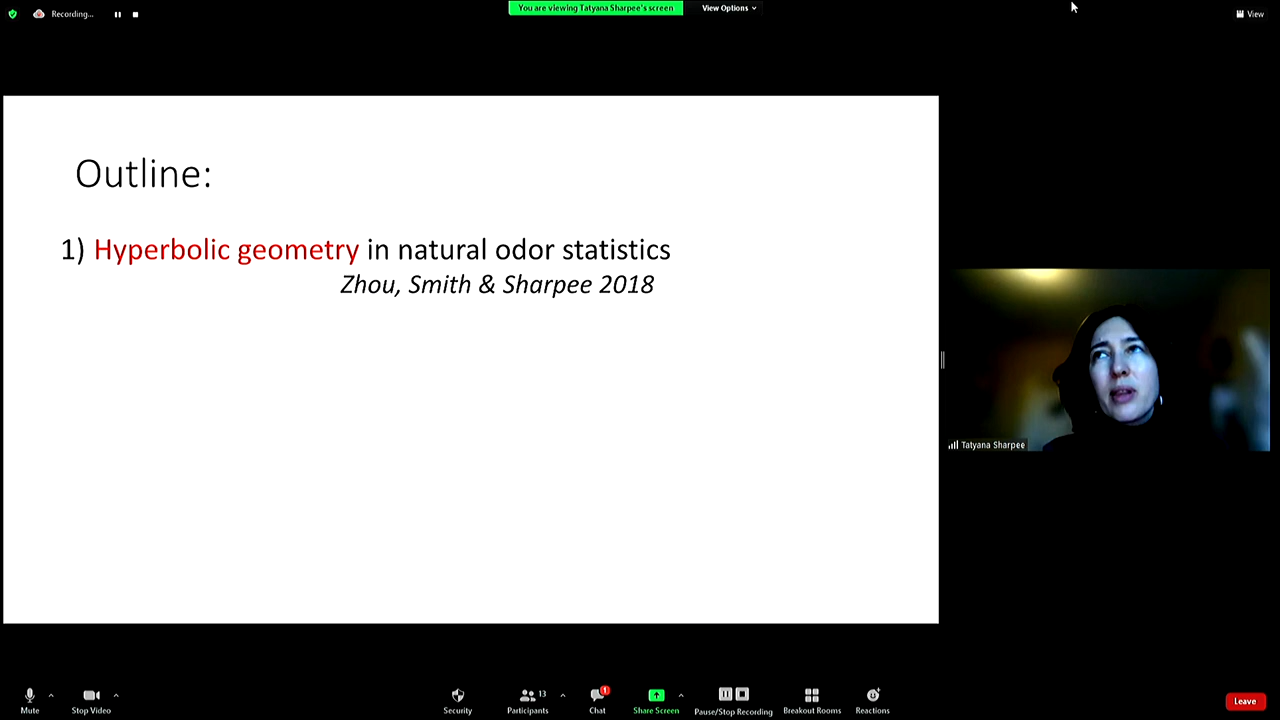 Recording...
You are viewing Tatyana Sharpee's screen
View Options
View
Outline:
1) Hyperbolic geometry in natural odor statistics
Zhou, Smith & Sharpee 2018
Tatyana Sharpee
Mute
Stop Video
Security
Participants
13
Chat
1
Share Screen
Pause/Stop Recording
Breakout Rooms
Reactions
Leave